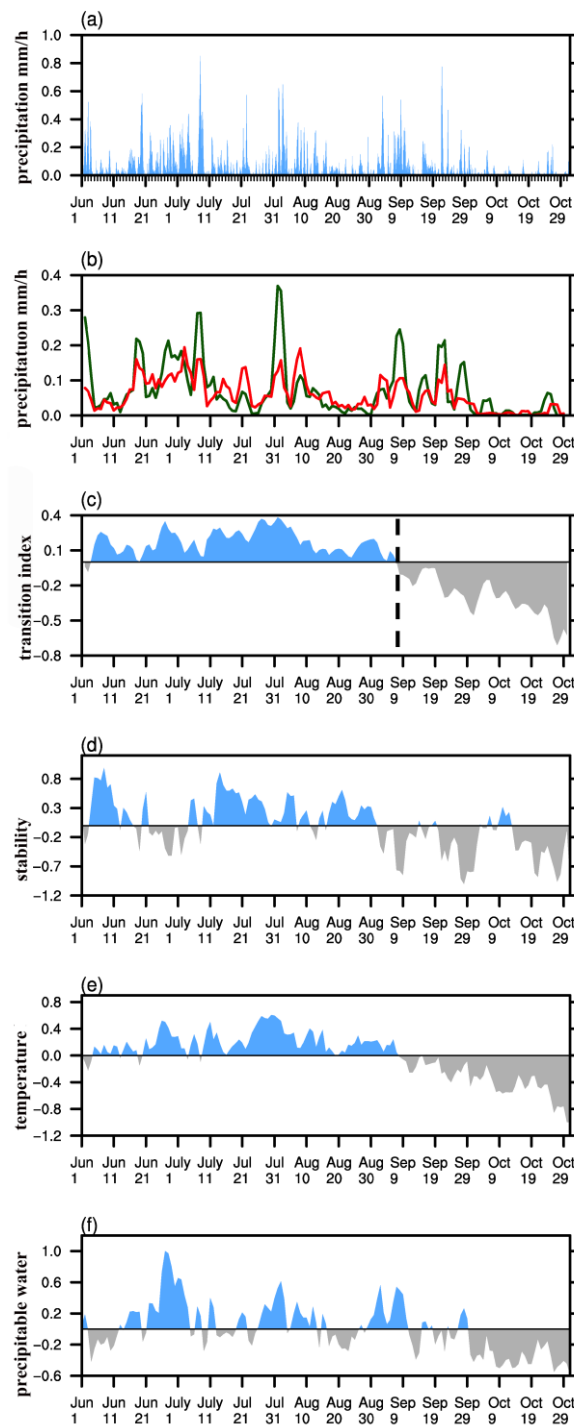 (a)
precipitation mm/h
1.0
0.8
0.6
0.4
0.2
0.0
Jun Jun Jun July July Jul Jul Aug Aug Aug Sep Sep Sep Oct Oct Oct
1 11 21 1 11 21 31 10 20 30 9 19 29 9 19 29
(b)
precipitatuon mm/h
0.4
0.3
0.2
0.1
0.0
Jun Jun Jun July July Jul Jul Aug Aug Aug Sep Sep Sep Oct Oct Oct
1 11 21 1 11 21 31 10 20 30 9 19 29 9 19 29
(c)
transition index
0.4
0.1
−0.2
−0.5
−0.8
Jun Jun Jun July July Jul Jul Aug Aug Aug Sep Sep Sep Oct Oct Oct
1 11 21 1 11 21 31 10 20 30 9 19 29 9 19 29
(d)
stability
0.8
0.3
−0.2
−0.7
−1.2
Jun Jun Jun July July Jul Jul Aug Aug Aug Sep Sep Sep Oct Oct Oct
1 11 21 1 11 21 31 10 20 30 9 19 29 9 19 29
(e)
temperature
0.8
0.4
0.0
−0.4
−0.8
−1.2
Jun Jun Jun July July Jul Jul Aug Aug Aug Sep Sep Sep Oct Oct Oct
1 11 21 1 11 21 31 10 20 30 9 19 29 9 19 29
(f)
precipitable water
1.0
0.6
0.2
−0.2
−0.6
Jun Jun Jun July July Jul Jul Aug Aug Aug Sep Sep Sep Oct Oct Oct
1 11 21 1 11 21 31 10 20 30 9 19 29 9 19 29